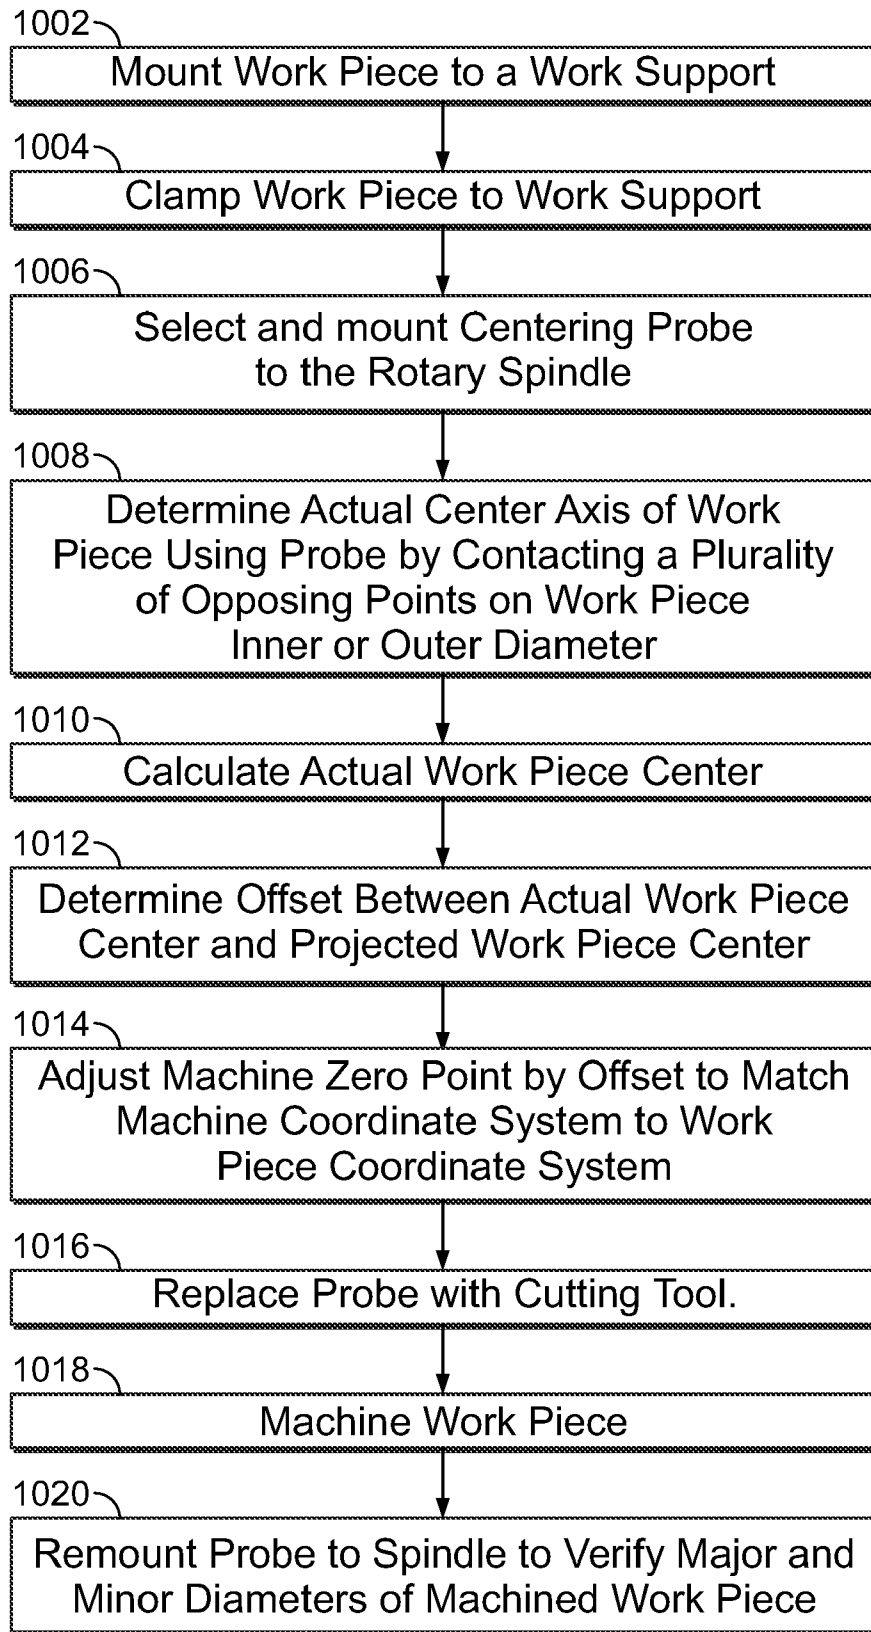 1002
Mount Work Piece to a Work Support
1004
Clamp Work Piece to Work Support
1006
Select and mount Centering Probe
to the Rotary Spindle
1008
Determine Actual Center Axis of Work
Piece Using Probe by Contacting a Plurality
of Opposing Points on Work Piece
Inner or Outer Diameter
1010
Calculate Actual Work Piece Center
1012
Determine Offset Between Actual Work Piece
Center and Projected Work Piece Center
1014
Adjust Machine Zero Point by Offset to Match
Machine Coordinate System to Work
Piece Coordinate System
1016
Replace Probe with Cutting Tool.
1018
Machine Work Piece
1020
Remount Probe to Spindle to Verify Major and
Minor Diameters of Machined Work Piece